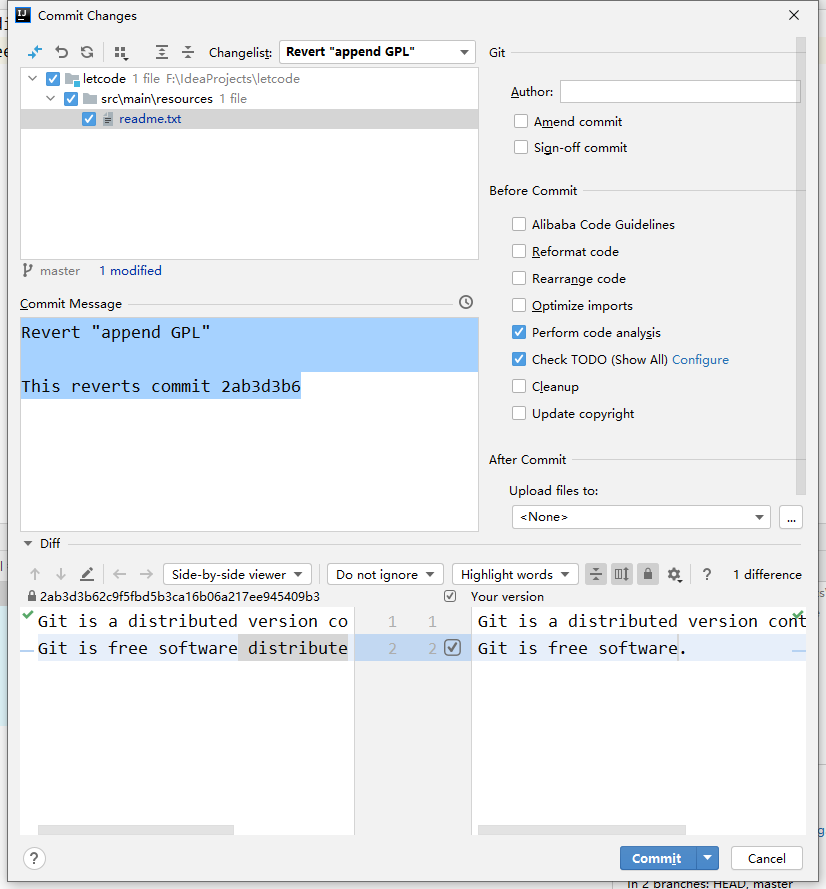 Commit Changes
Changelist: Revert "append GPL"
letcode 1 file F:\IdeaProjects\letcode
src\main\resources 1 file
readme.txt
master 1 modified
Commit Message
Revert "append GPL"
This reverts commit 2ab3d3b6
Git
Author:
Amend commit
Sign-off commit
Before Commit
Alibaba Code Guidelines
Reformat code
Rearrange code
Optimize imports
Perform code analysis
Check TODO (Show All) Configure
Cleanup
Update copyright
After Commit
Upload files to:
<None>
...
Diff
Side-by-side viewer Do not ignore Highlight words ? 1 difference
2ab3d3b62c9f5fbd5b3ca16b06a217ee945409b3 Your version
Git is a distributed version co 1 1 Git is a distributed version cont
Git is free software distribute 2 2 Git is free software.
? Commit Cancel
In 2 branches: HEAD, master